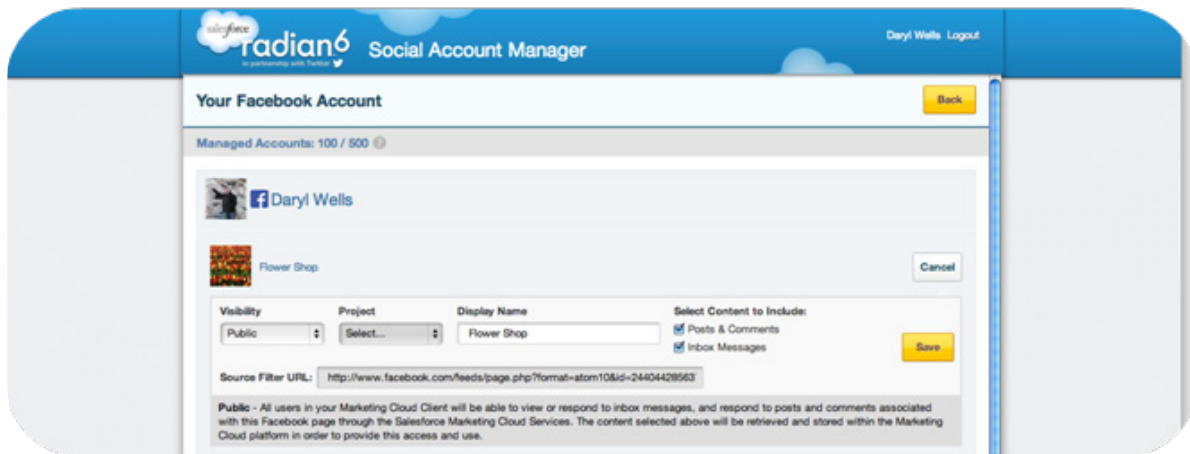 salesforce
radian6
in partnership with Twitter
Social Account Manager
Daryl Wells Logout
Your Facebook Account
Back
Managed Accounts: 100 / 500 ?
f Daryl Wells
Flower Shop
Cancel
Visibility Project Display Name Select Content to Include:
Public Select... Flower Shop Posts & Comments
Inbox Messages
Save
Source Filter URL: http://www.facebook.com/feeds/page.php?format=atom10&id=24404428563
Public - All users in your Marketing Cloud Client will be able to view or respond to inbox messages, and respond to posts and comments associated
with this Facebook page through the Salesforce Marketing Cloud Services. The content selected above will be retrieved and stored within the Marketing
Cloud platform in order to provide this access and use.